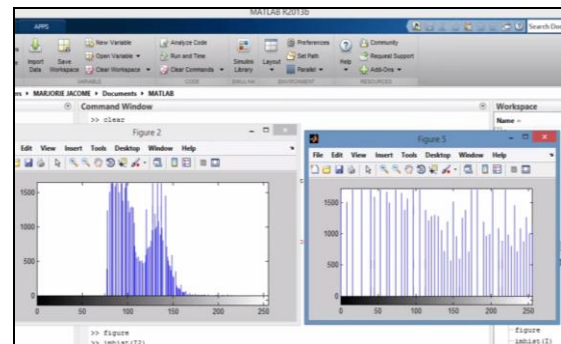 MATLAB R2013b
APPS
Search Doc
Import Data
Save Workspace
New Variable
Open Variable
Clear Workspace
Analyze Code
Run and Time
Clear Commands
Simulink Library
Layout
Preferences
Set Path
Parallel
Help
Community
Request Support
Add-Ons
VARIABLE
CODE
SIMULINK
ENVIRONMENT
RESOURCES
MARJORIE JACOME ▸ Documents ▸ MATLAB
Command Window
Workspace
>> clear
Name
Figure 2
Edit View Insert Tools Desktop Window Help
1500
1000
500
0
0 50 100 150 200 250
Figure 5
File Edit View Insert Tools Desktop Window Help
1500
1000
500
0
0 50 100 150 200 250
>> figure
>> imhist(I2)
figure
imhist(I)